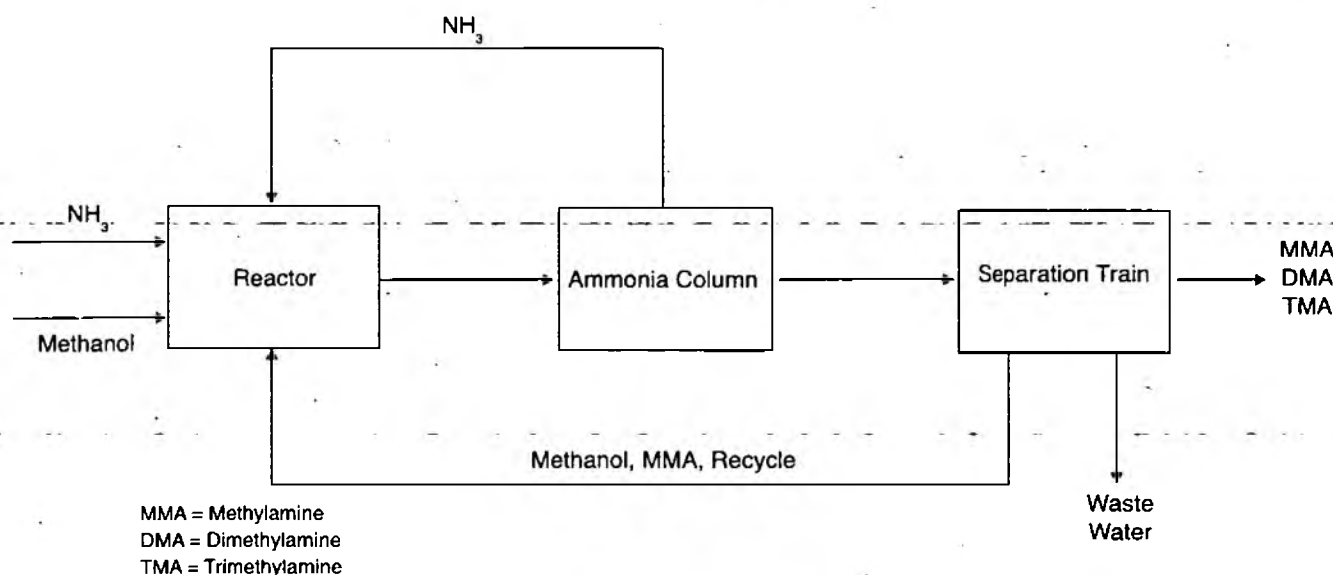 NH3
NH3
Reactor
Ammonia Column
Separation Train
MMA
DMA
TMA
Methanol
Methanol, MMA, Recycle
Waste
Water
MMA = Methylamine
DMA = Dimethylamine
TMA = Trimethylamine